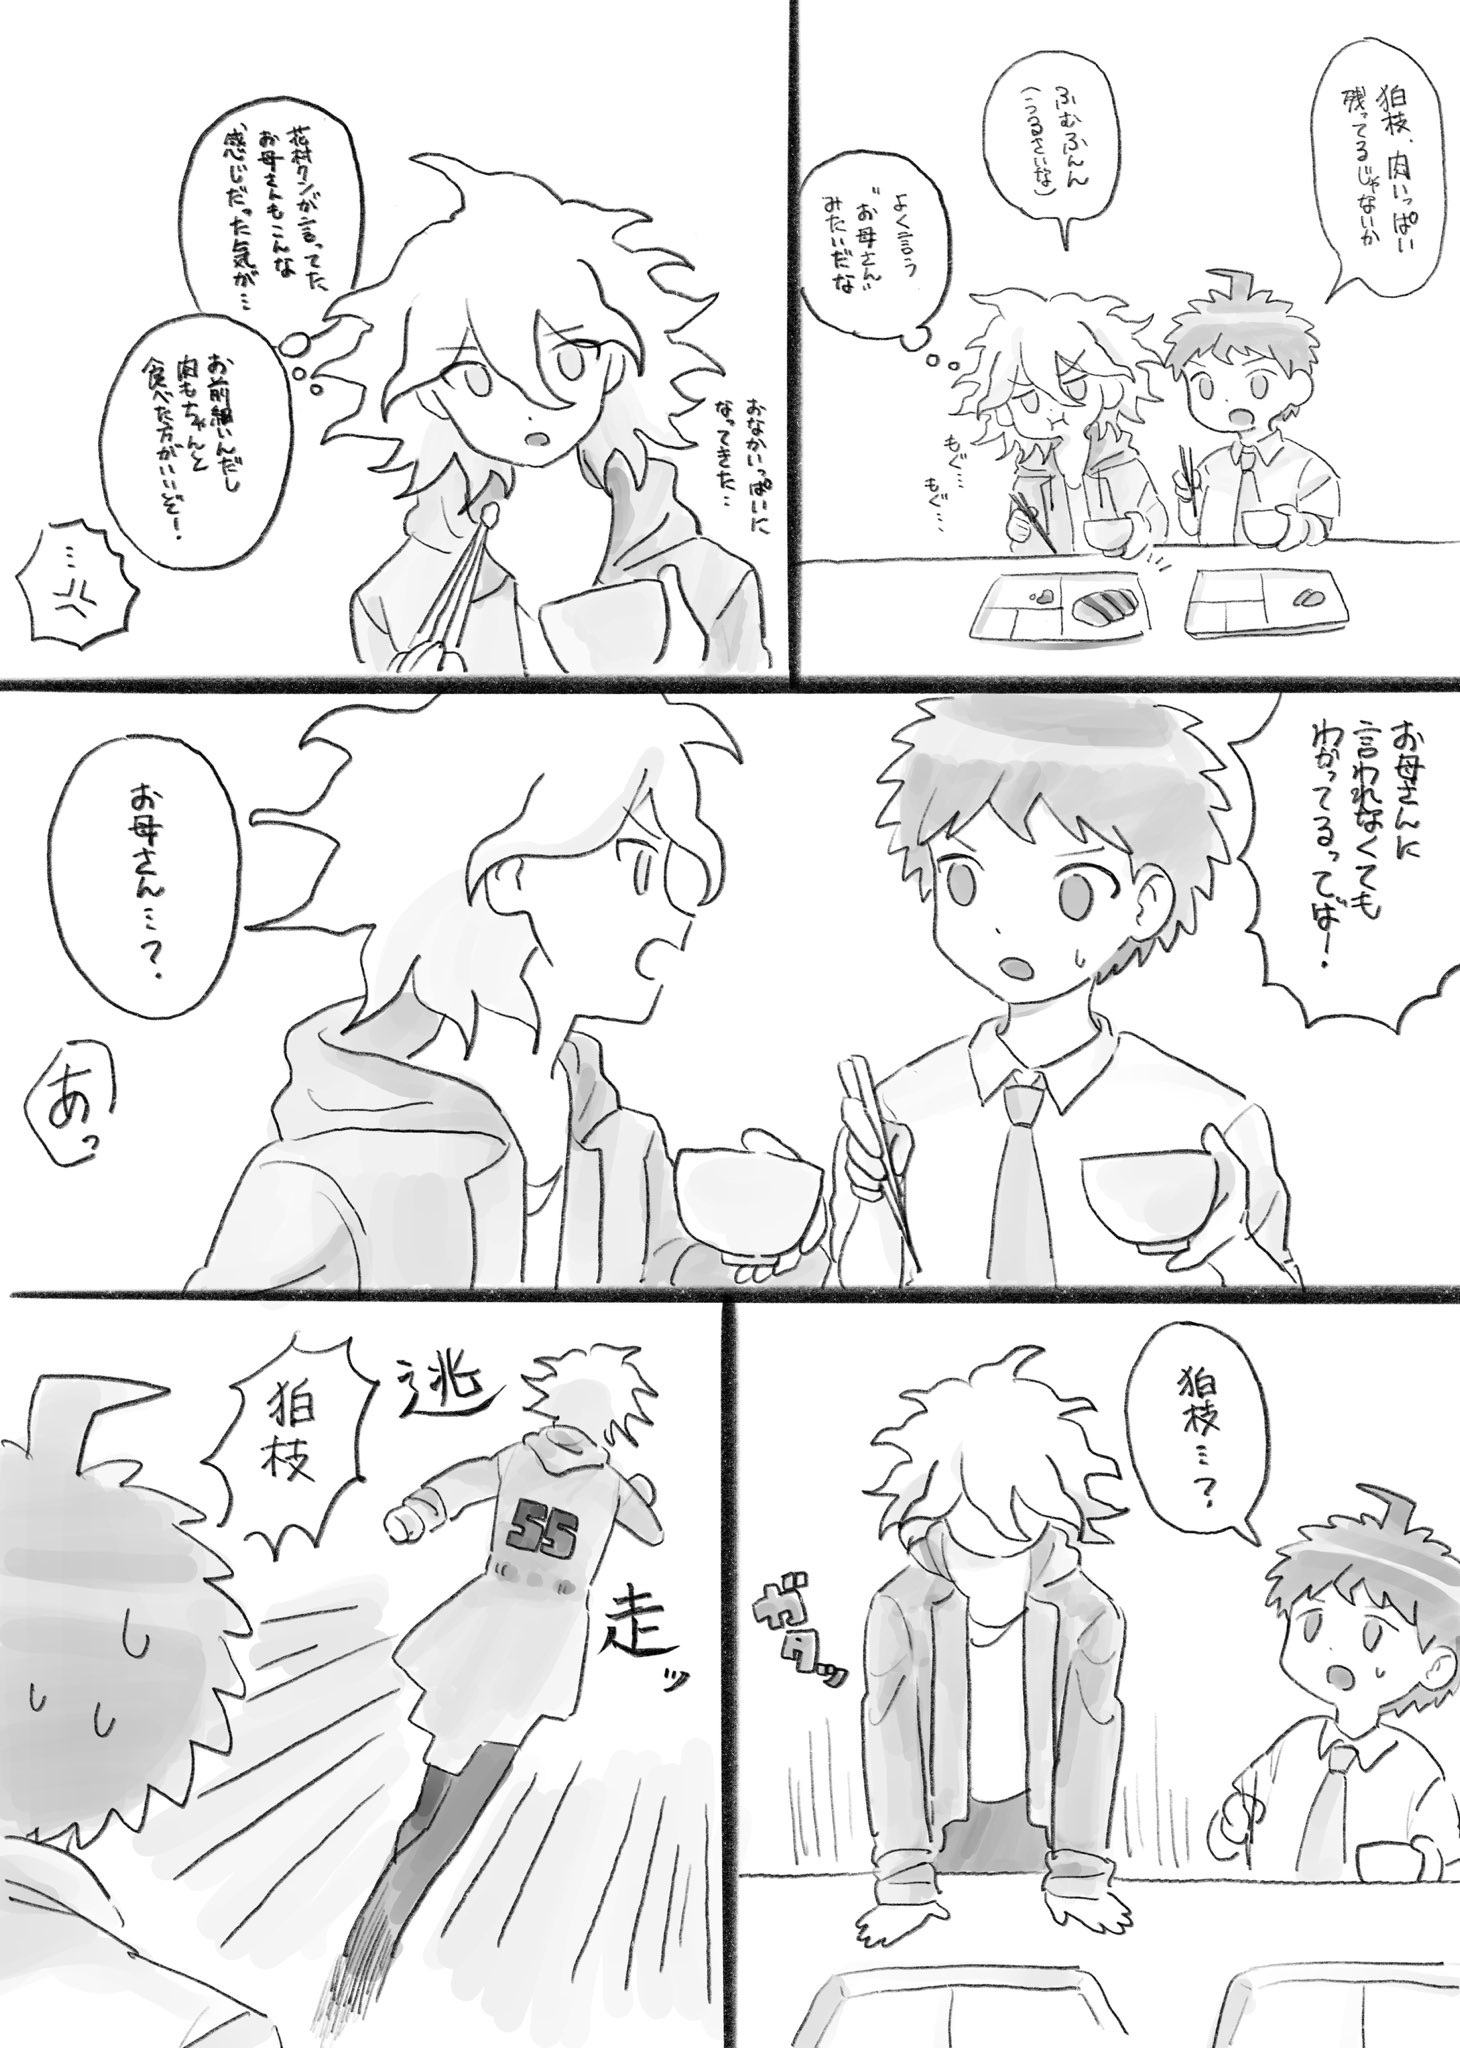 狛枝、肉いっぱい
残ってるじゃないか
ふむふんん
(うるさいな)
よく言う
"お母さん"
みたいだな
もぐ…
もぐ…
おなかいっぱいに
なってきた…
花村クンが言ってた、
お母さんもこんな
感じだった気が…
お前細いんだし
肉もちゃんと
食べた方がいいぞ!
…
お母さんに
言われなくても
わかってるってば!
お母さん…?
あっ
狛枝…?
ガタッ
逃
走ッ
狛枝
55